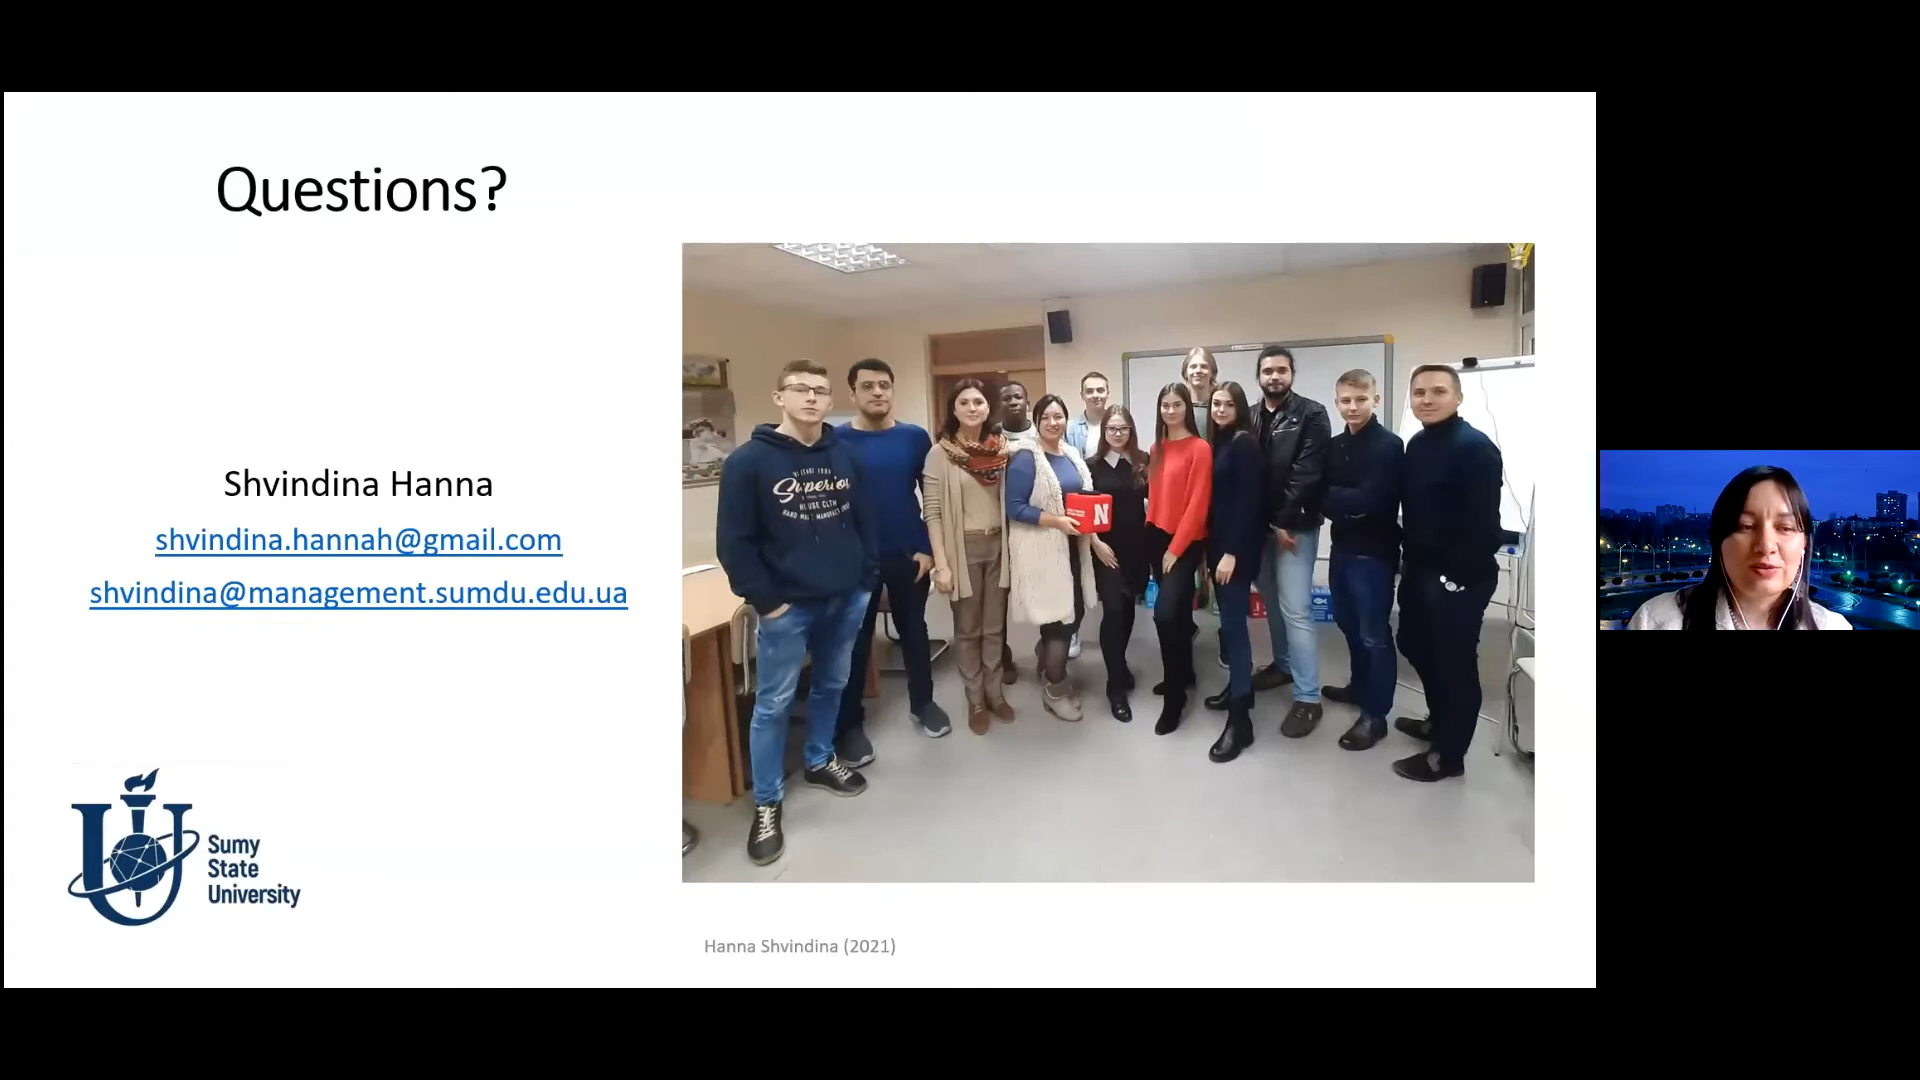 Questions?
Shvindina Hanna
shvindina.hannah@gmail.com
shvindina@management.sumdu.edu.ua
Superior
N
Sumy
State
University
Hanna Shvindina (2021)